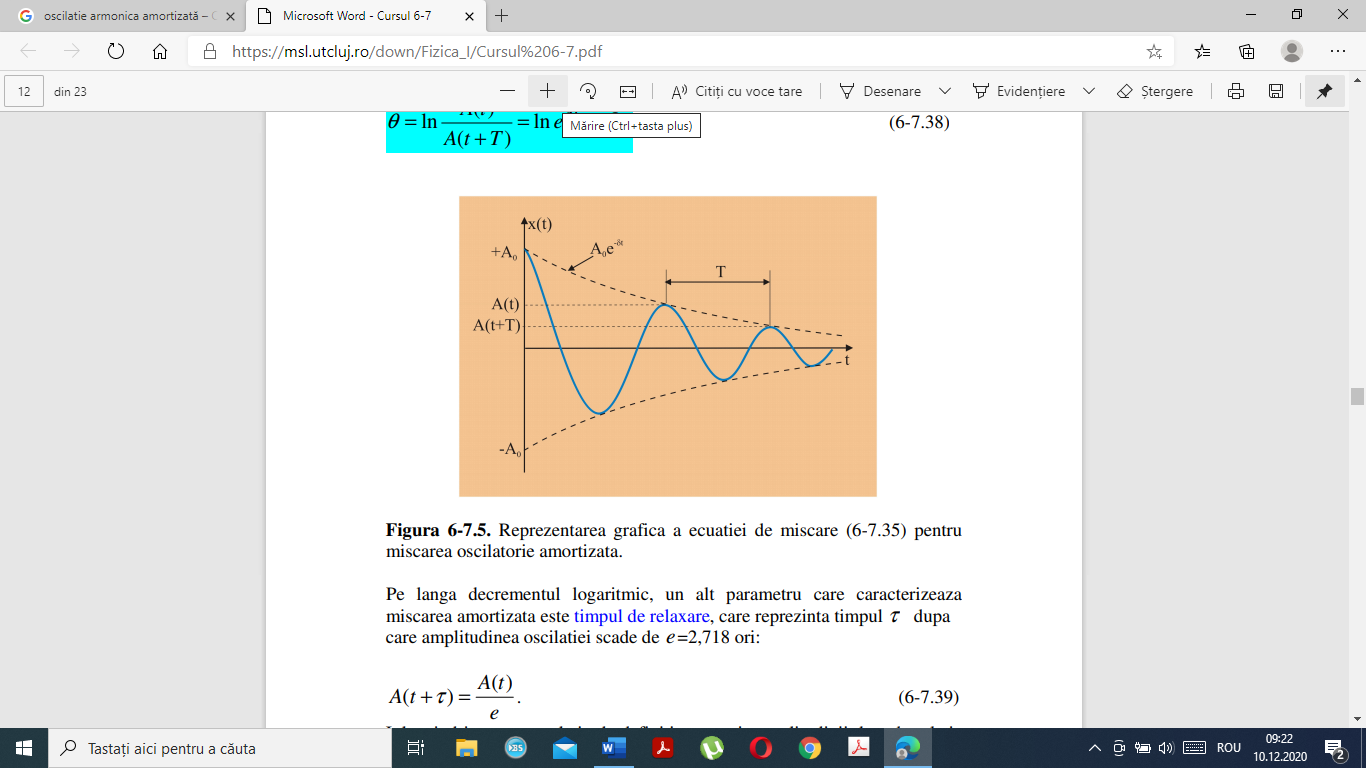 oscilatie armonica amortizată – C
Microsoft Word - Cursul 6-7
https://msl.utcluj.ro/down/Fizica_I/Cursul%206-7.pdf
12 din 23
Citiți cu voce tare
Desenare
Evidențiere
Ștergere
Mărire (Ctrl+tasta plus)
θ = ln A(t) / A(t + T) = ln e
(6-7.38)
x(t)
+A₀
A₀e^-δt
T
A(t)
A(t+T)
t
-A₀
Figura 6-7.5. Reprezentarea grafica a ecuatiei de miscare (6-7.35) pentru
miscarea oscilatorie amortizata.
Pe langa decrementul logaritmic, un alt parametru care caracterizeaza
miscarea amortizata este timpul de relaxare, care reprezinta timpul τ dupa
care amplitudinea oscilatiei scade de e=2,718 ori:
A(t + τ) = A(t) / e .
(6-7.39)
Tastați aici pentru a căuta
ROU
09:22
10.12.2020
2